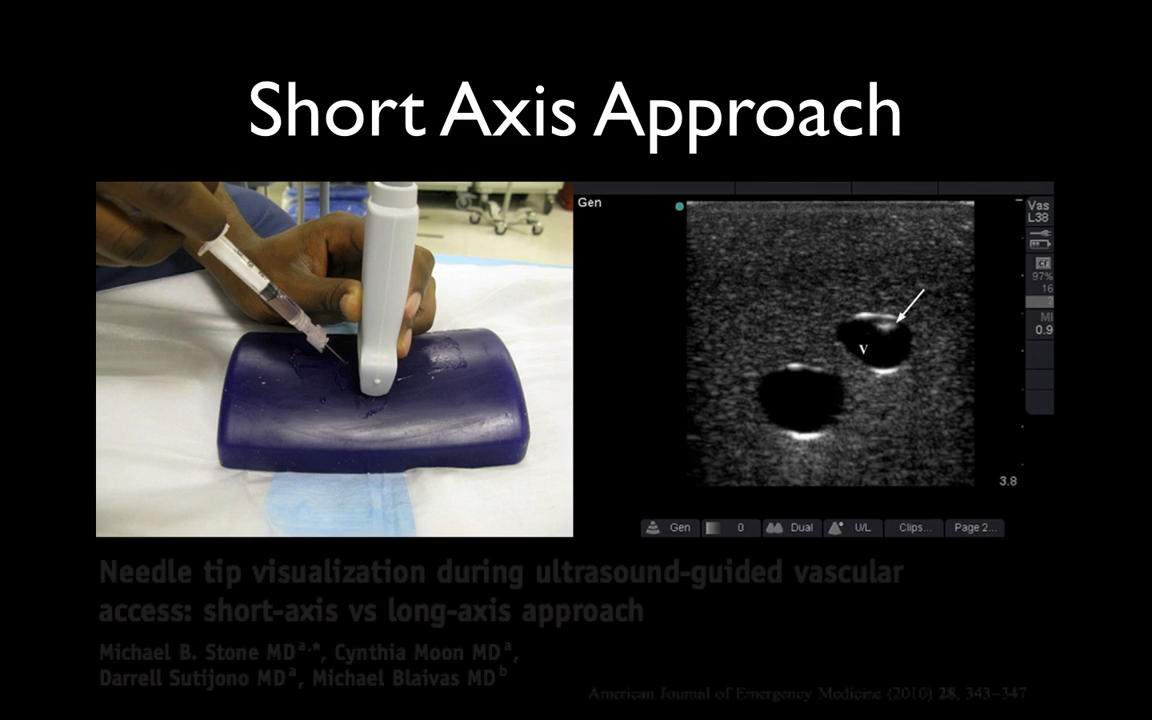 Short Axis Approach
Gen
Vas
L38
CF
97%
16
2
MI
0.9
V
3.8
Gen
0
Dual
U/L
Clips...
Page 2...
Needle tip visualization during ultrasound-guided vascular
access: short-axis vs long-axis approach
Michael B. Stone MD a,*, Cynthia Moon MD a,
Darrell Sutijono MD a, Michael Blaivas MD b
American Journal of Emergency Medicine (2010) 28, 343–347